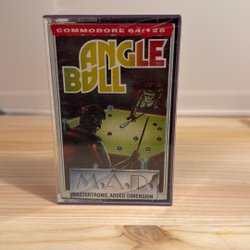 COMMODORE 64/128
ANGLE
BALL
M.A.D.
MASTERTRONIC ADDED DIMENSION